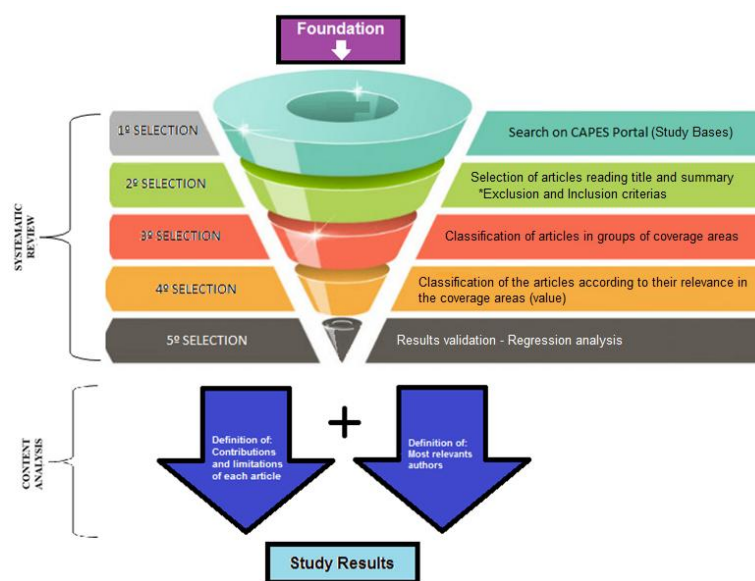 Foundation
SYSTEMATIC
REVIEW
1º SELECTION
Search on CAPES Portal (Study Bases)
2º SELECTION
Selection of articles reading title and summary
*Exclusion and Inclusion criterias
3º SELECTION
Classification of articles in groups of coverage areas
4º SELECTION
Classification of the articles according to their relevance in
the coverage areas (value)
5º SELECTION
Results validation - Regression analysis
CONTENT
ANALYSIS
Definition of:
Contributions
and limitations
of each article
+
Definition of:
Most relevants
authors
Study Results